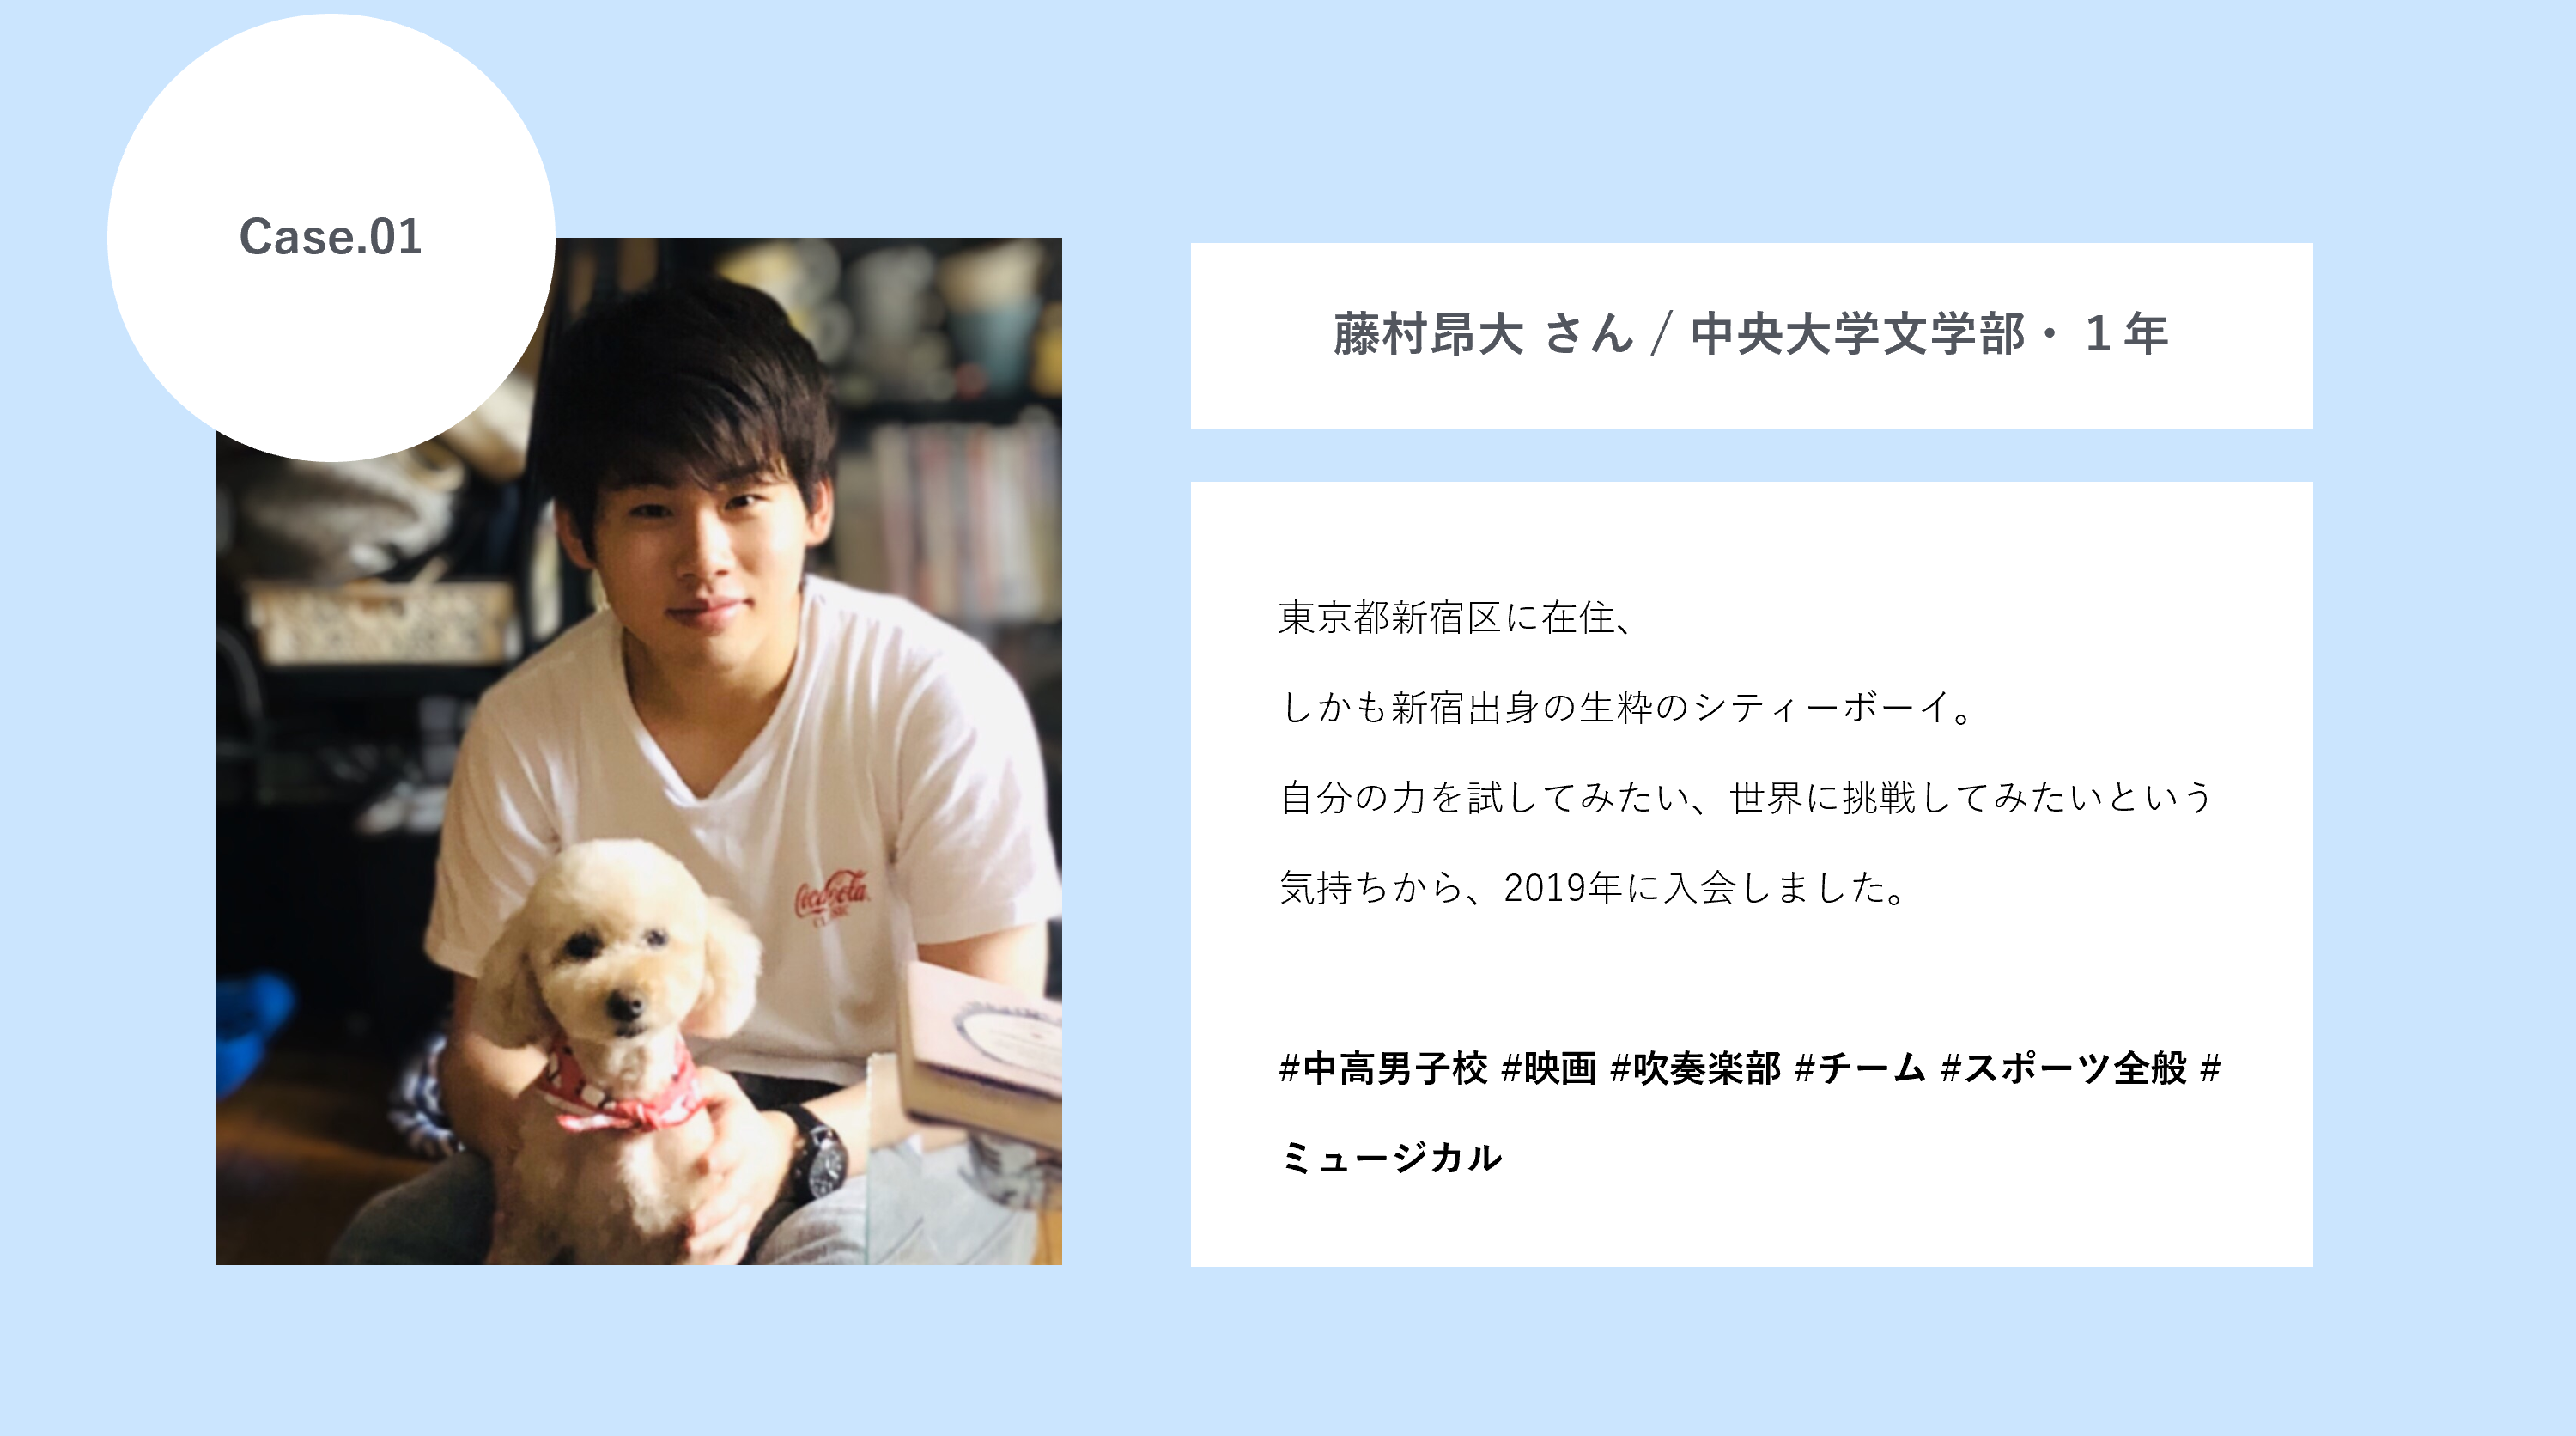 Case.01
藤村昂大 さん / 中央大学文学部・１年
東京都新宿区に在住、
しかも新宿出身の生粋のシティーボーイ。
自分の力を試してみたい、世界に挑戦してみたいという
気持ちから、2019年に入会しました。
#中高男子校 #映画 #吹奏楽部 #チーム #スポーツ全般 #
ミュージカル
Coca-Cola
CLASSIC